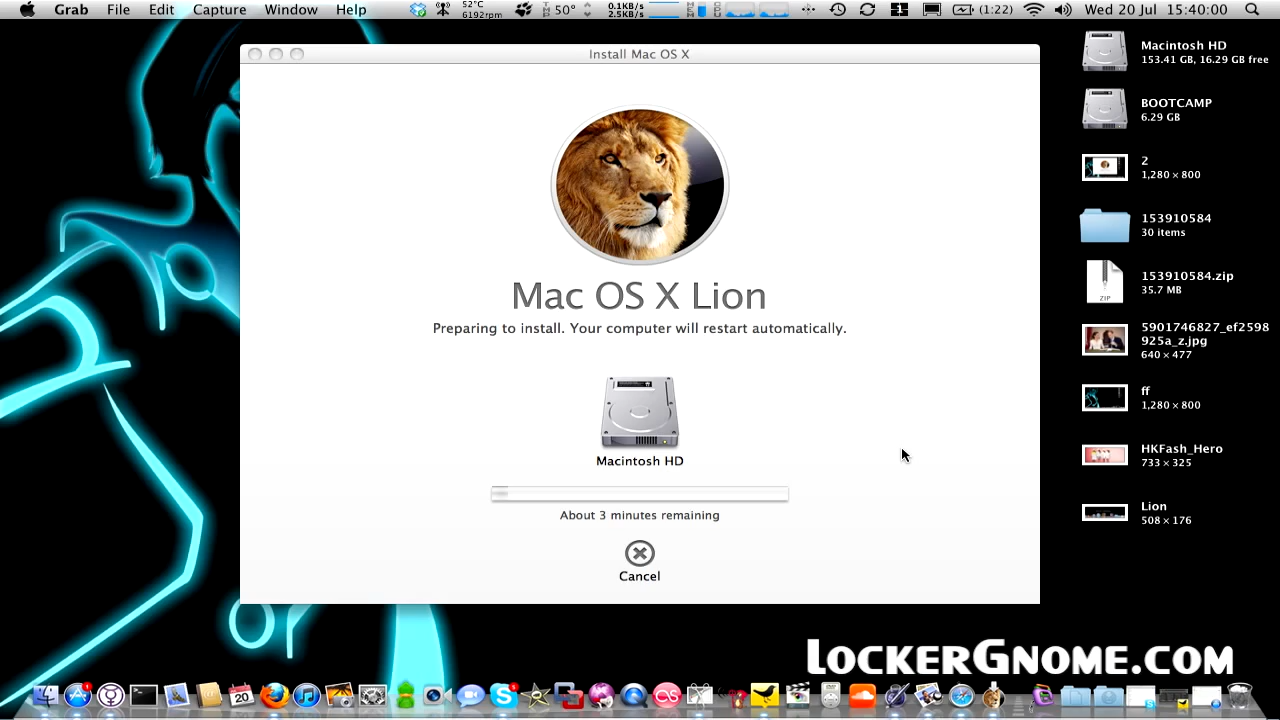 Grab File Edit Capture Window Help 52°C 6192rpm 50° 0.1KB/s 2.5KB/s (1:22) Wed 20 Jul 15:40:00
Install Mac OS X
Mac OS X Lion
Preparing to install. Your computer will restart automatically.
Macintosh HD
About 3 minutes remaining
Cancel
Macintosh HD
153.41 GB, 16.29 GB free
BOOTCAMP
6.29 GB
2
1,280 × 800
153910584
30 items
ZIP
153910584.zip
35.7 MB
5901746827_ef2598
925a_z.jpg
640 × 477
ff
1,280 × 800
HKFash_Hero
733 × 325
Lion
508 × 176
LockerGnome.com
20